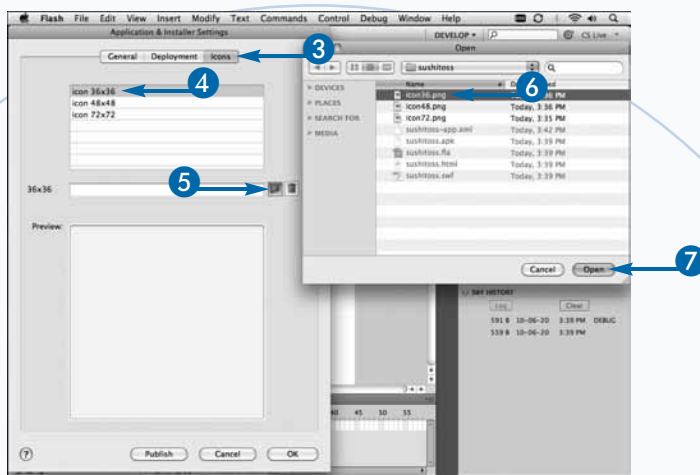 Flash File Edit View Insert Modify Text Commands Control Debug Window Help
Application & Installer Settings
DEVELOP
CS Live
Open
General Deployment Icons
3
sushitoss
4
icon 36x36
icon 48x48
icon 72x72
DEVICES
PLACES
SEARCH FOR
MEDIA
Name
6
icon36.png
icon48.png Today, 3:36 PM
icon72.png Today, 3:35 PM
sushitoss-app.xml Today, 3:42 PM
sushitoss.apk Today, 3:39 PM
sushitoss.fla Today, 3:39 PM
sushitoss.html Today, 3:39 PM
sushitoss.swf Today, 3:39 PM
5
36x36
Preview
Cancel Open
7
HISTORY
Log Clear
591 B 10-06-20 3:39 PM DEBUG
539 B 10-06-20 3:39 PM
40 45 50 55
? Publish Cancel OK